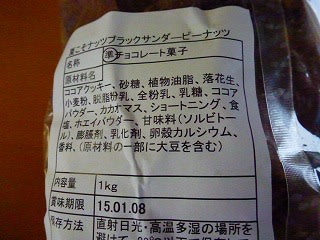 黒こそナッツブラックサンダーピーナッツ
名称
準チョコレート菓子
原材料名
ココアクッキー、砂糖、植物油脂、落花生、
小麦粉、脱脂粉乳、全粉乳、乳糖、ココア
パウダー、カカオマス、ショートニング、食
塩、ホエイパウダー、甘味料(ソルビトー
ル)、膨脹剤、乳化剤、卵殻カルシウム、
香料、(原材料の一部に大豆を含む)
内容量
1kg
賞味期限
15.01.08
保存方法
直射日光・高温多湿の場所を
避けて、